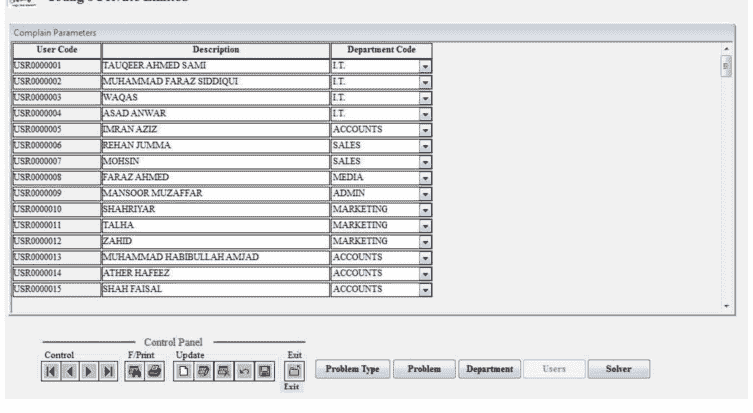 Complain Parameters
User Code Description Department Code
USR0000001 TAUQEER AHMED SAMI I.T.
USR0000002 MUHAMMAD FARAZ SIDDIQUI I.T.
USR0000003 WAQAS I.T.
USR0000004 ASAD ANWAR I.T.
USR0000005 IMRAN AZIZ ACCOUNTS
USR0000006 REHAN JUMMA SALES
USR0000007 MOHSIN SALES
USR0000008 FARAZ AHMED MEDIA
USR0000009 MANSOOR MUZAFFAR ADMIN
USR0000010 SHAHRIYAR MARKETING
USR0000011 TALHA MARKETING
USR0000012 ZAHID MARKETING
USR0000013 MUHAMMAD HABIBULLAH AMJAD ACCOUNTS
USR0000014 ATHER HAFEEZ ACCOUNTS
USR0000015 SHAH FAISAL ACCOUNTS
Control Panel
Control F/Print Update Exit
Exit
Problem Type Problem Department Users Solver